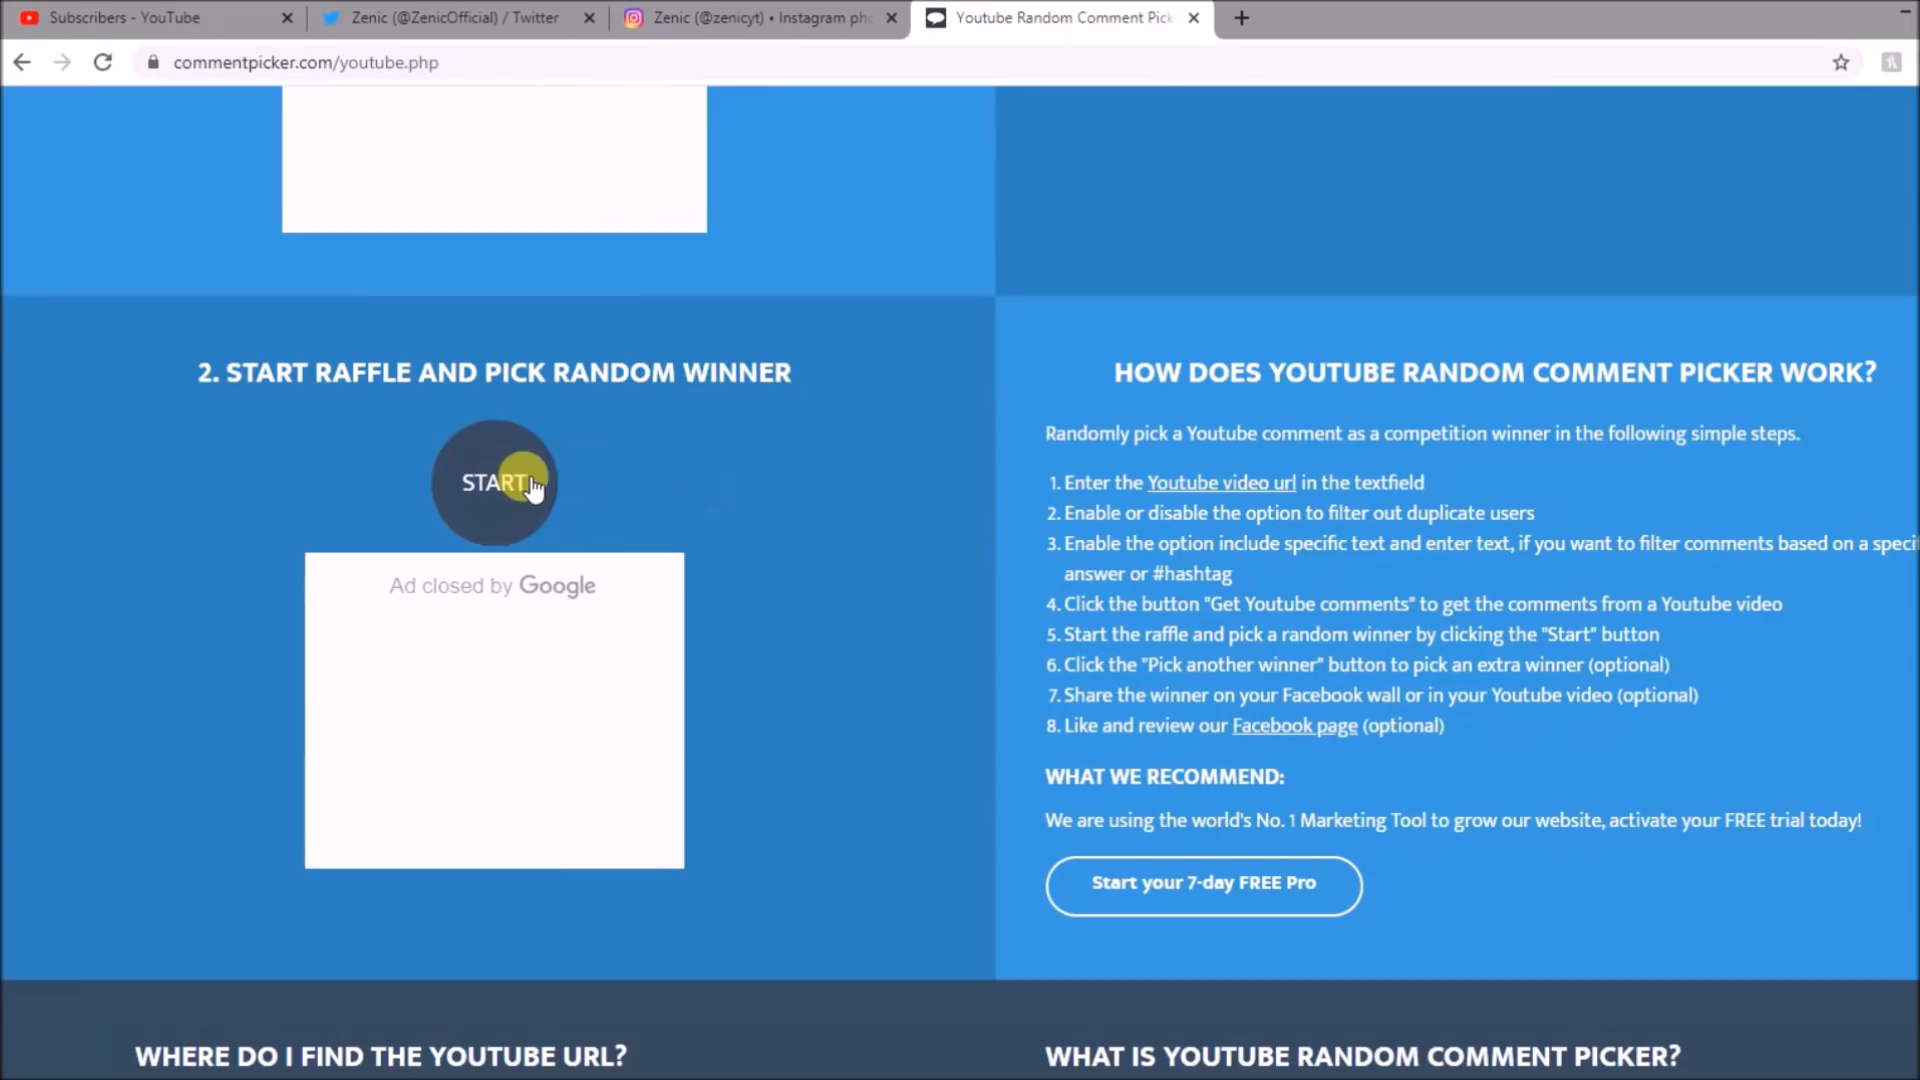 Subscribers - YouTube
Zenic (@ZenicOfficial) / Twitter
Zenic (@zenicyt) • Instagram pho
Youtube Random Comment Pick
commentpicker.com/youtube.php
2. START RAFFLE AND PICK RANDOM WINNER
START
Ad closed by Google
HOW DOES YOUTUBE RANDOM COMMENT PICKER WORK?
Randomly pick a Youtube comment as a competition winner in the following simple steps.
1. Enter the Youtube video url in the textfield
2. Enable or disable the option to filter out duplicate users
3. Enable the option include specific text and enter text, if you want to filter comments based on a specif
answer or #hashtag
4. Click the button "Get Youtube comments" to get the comments from a Youtube video
5. Start the raffle and pick a random winner by clicking the "Start" button
6. Click the "Pick another winner" button to pick an extra winner (optional)
7. Share the winner on your Facebook wall or in your Youtube video (optional)
8. Like and review our Facebook page (optional)
WHAT WE RECOMMEND:
We are using the world's No. 1 Marketing Tool to grow our website, activate your FREE trial today!
Start your 7-day FREE Pro
WHERE DO I FIND THE YOUTUBE URL?
WHAT IS YOUTUBE RANDOM COMMENT PICKER?